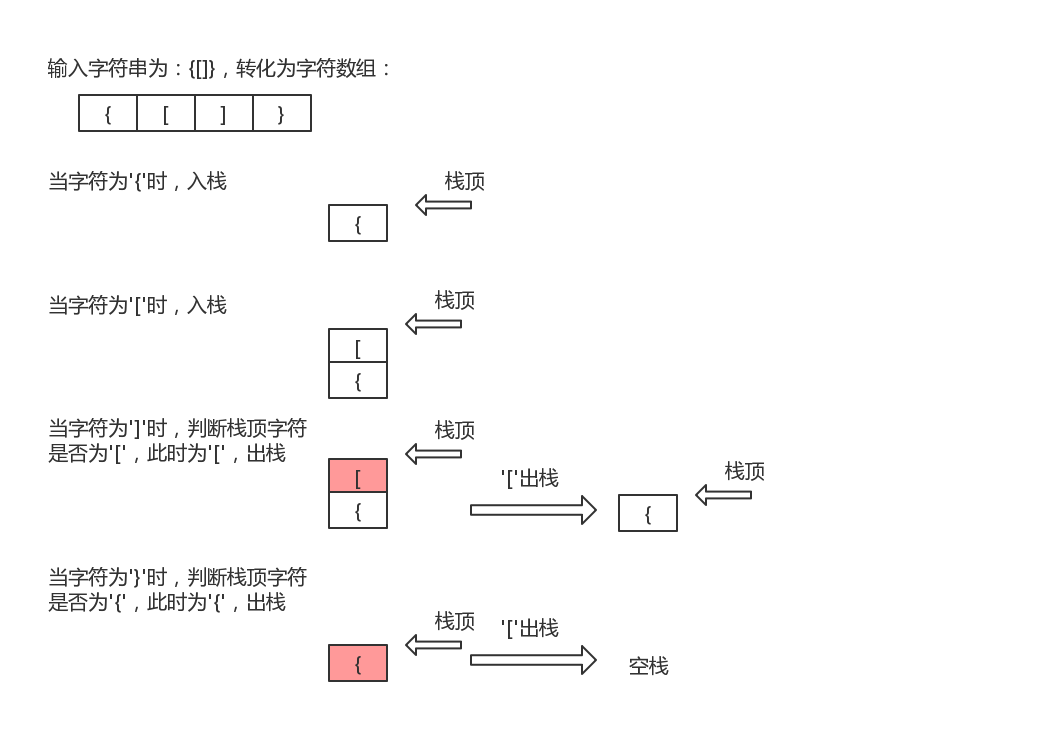 输入字符串为：{[]}，转化为字符数组：
{ [ ] }
当字符为'{'时，入栈
栈顶
{
当字符为'['时，入栈
栈顶
[
{
当字符为']'时，判断栈顶字符
是否为'['，此时为'['，出栈
栈顶
[
{
'['出栈
栈顶
{
当字符为'}'时，判断栈顶字符
是否为'{'，此时为'{'，出栈
栈顶
{
'['出栈
空栈